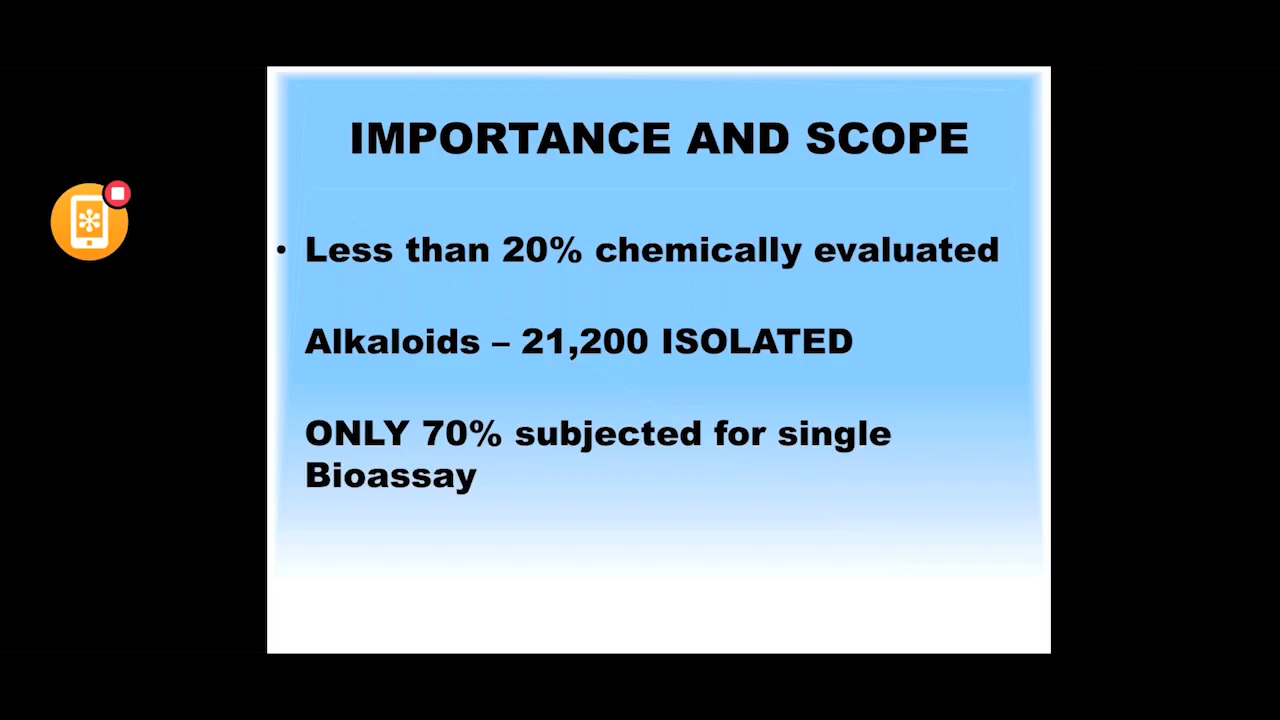 IMPORTANCE AND SCOPE
• Less than 20% chemically evaluated
Alkaloids – 21,200 ISOLATED
ONLY 70% subjected for single
Bioassay